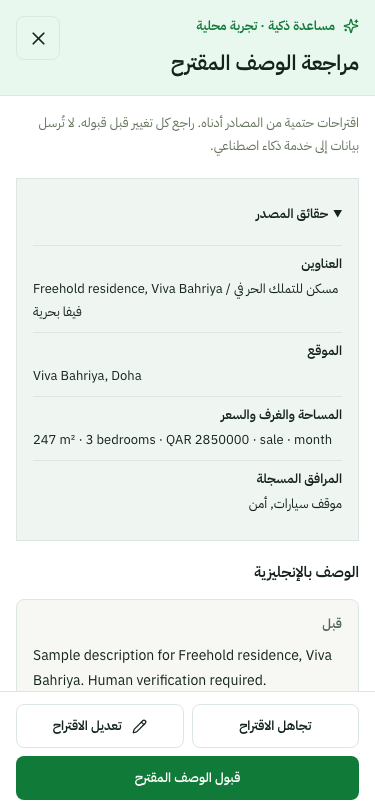 مساعدة ذكية · تجربة محلية
مراجعة الوصف المقترح
اقتراحات حتمية من المصادر أدناه. راجع كل تغيير قبل قبوله. لا تُرسل
بيانات إلى خدمة ذكاء اصطناعي.
▼ حقائق المصدر
العناوين
Freehold residence, Viva Bahriya / مسكن للتملك الحر في
فيفا بحرية
الموقع
Viva Bahriya, Doha
المساحة والغرف والسعر
247 m² · 3 bedrooms · QAR 2850000 · sale · month
المرافق المسجلة
موقف سيارات, أمن
الوصف بالإنجليزية
قبل
Sample description for Freehold residence, Viva
Bahriya. Human verification required.
تجاهل الاقتراح
تعديل الاقتراح
قبول الوصف المقترح